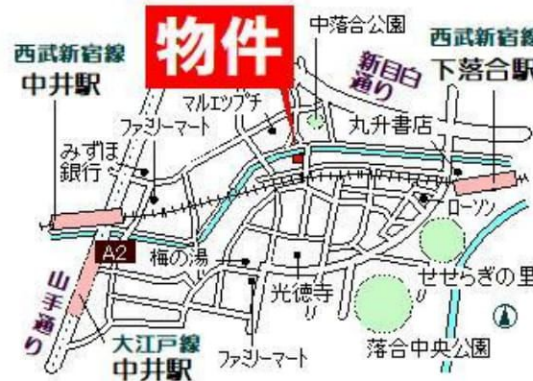 西武新宿線
中井駅
物件
中落合公園
新目白
通り
西武新宿線
下落合駅
マルエツプチ
ファミリーマート
丸升書店
みずほ
銀行
ローソン
A2
梅の湯
光徳寺
せせらぎの里
山手通り
大江戸線
中井駅
ファミリーマート
落合中央公園